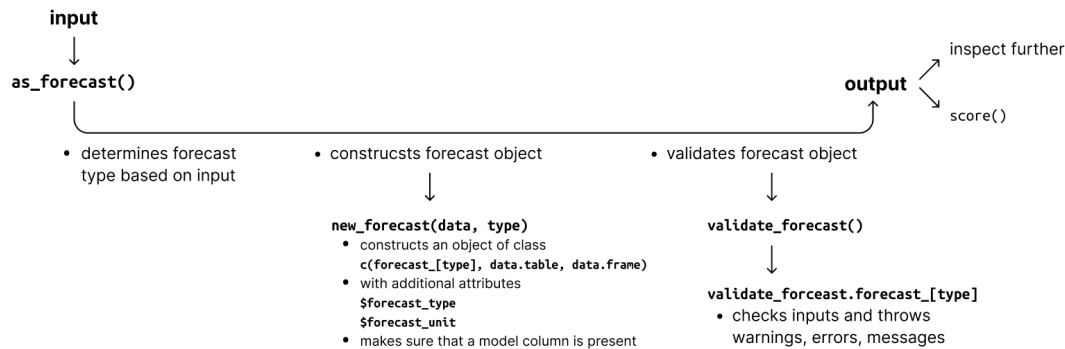 input
as_forecast()
output
inspect further
score()
• determines forecast
type based on input
• construcsts forecast object
new_forecast(data, type)
• constructs an object of class
c(forecast_[type], data.table, data.frame)
• with additional attributes
$forecast_type
$forecast_unit
• makes sure that a model column is present
• validates forecast object
validate_forecast()
validate_forceast.forecast_[type]
• checks inputs and throws
warnings, errors, messages